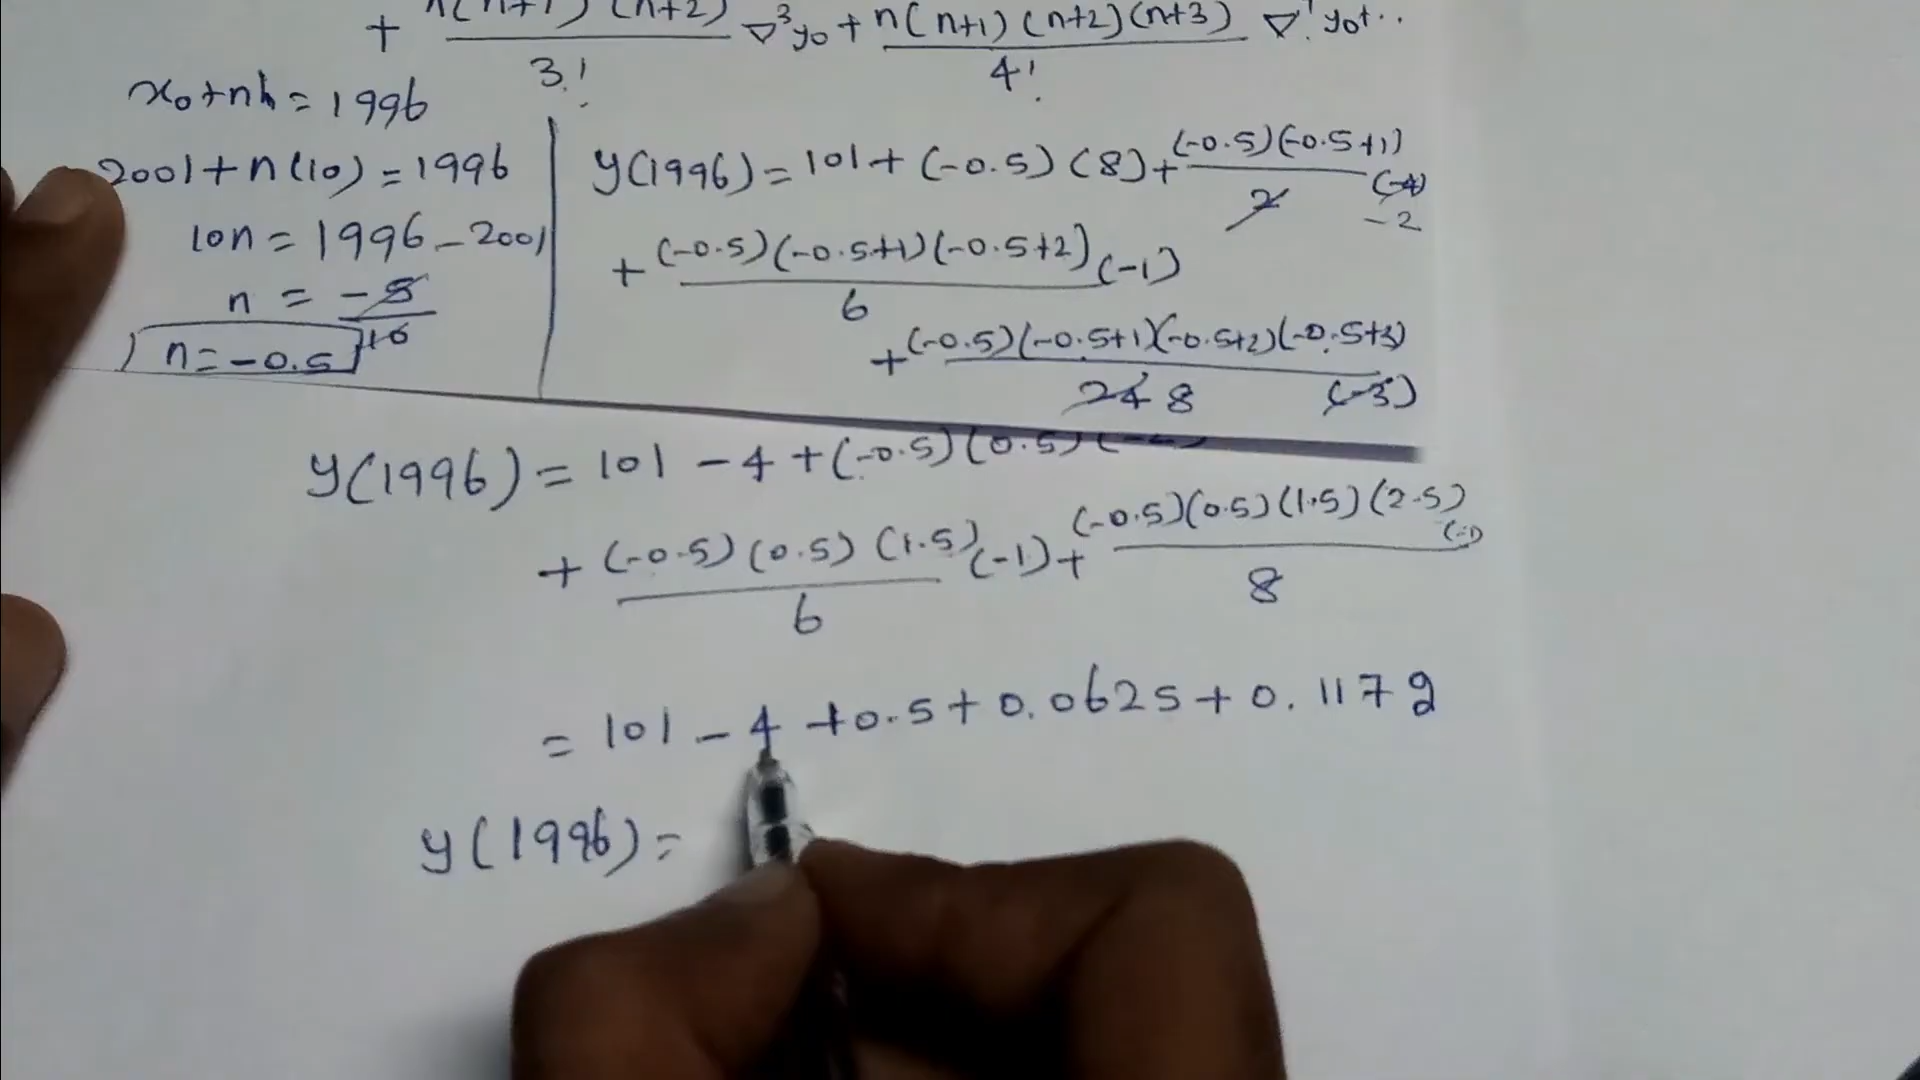 + n(n+1)(n+2) / 3! ∇³y₀ + n(n+1)(n+2)(n+3) / 4! ∇⁴y₀+..
x₀+nh = 1996
2001+n(10) = 1996
10n = 1996 - 2001
n = -5 / 10
n = -0.5
y(1996) = 101 + (-0.5)(8) + (-0.5)(-0.5+1) / 2 (-4) -2
+ (-0.5)(-0.5+1)(-0.5+2) / 6 (-1)
+ (-0.5)(-0.5+1)(-0.5+2)(-0.5+3) / 24 8 (-3)
y(1996) = 101 - 4 + (-0.5)(0.5)
+ (-0.5)(0.5)(1.5) / 6 (-1) + (-0.5)(0.5)(1.5)(2.5) / 8 (-1)
= 101 - 4 + 0.5 + 0.0625 + 0.1179
y(1996) =